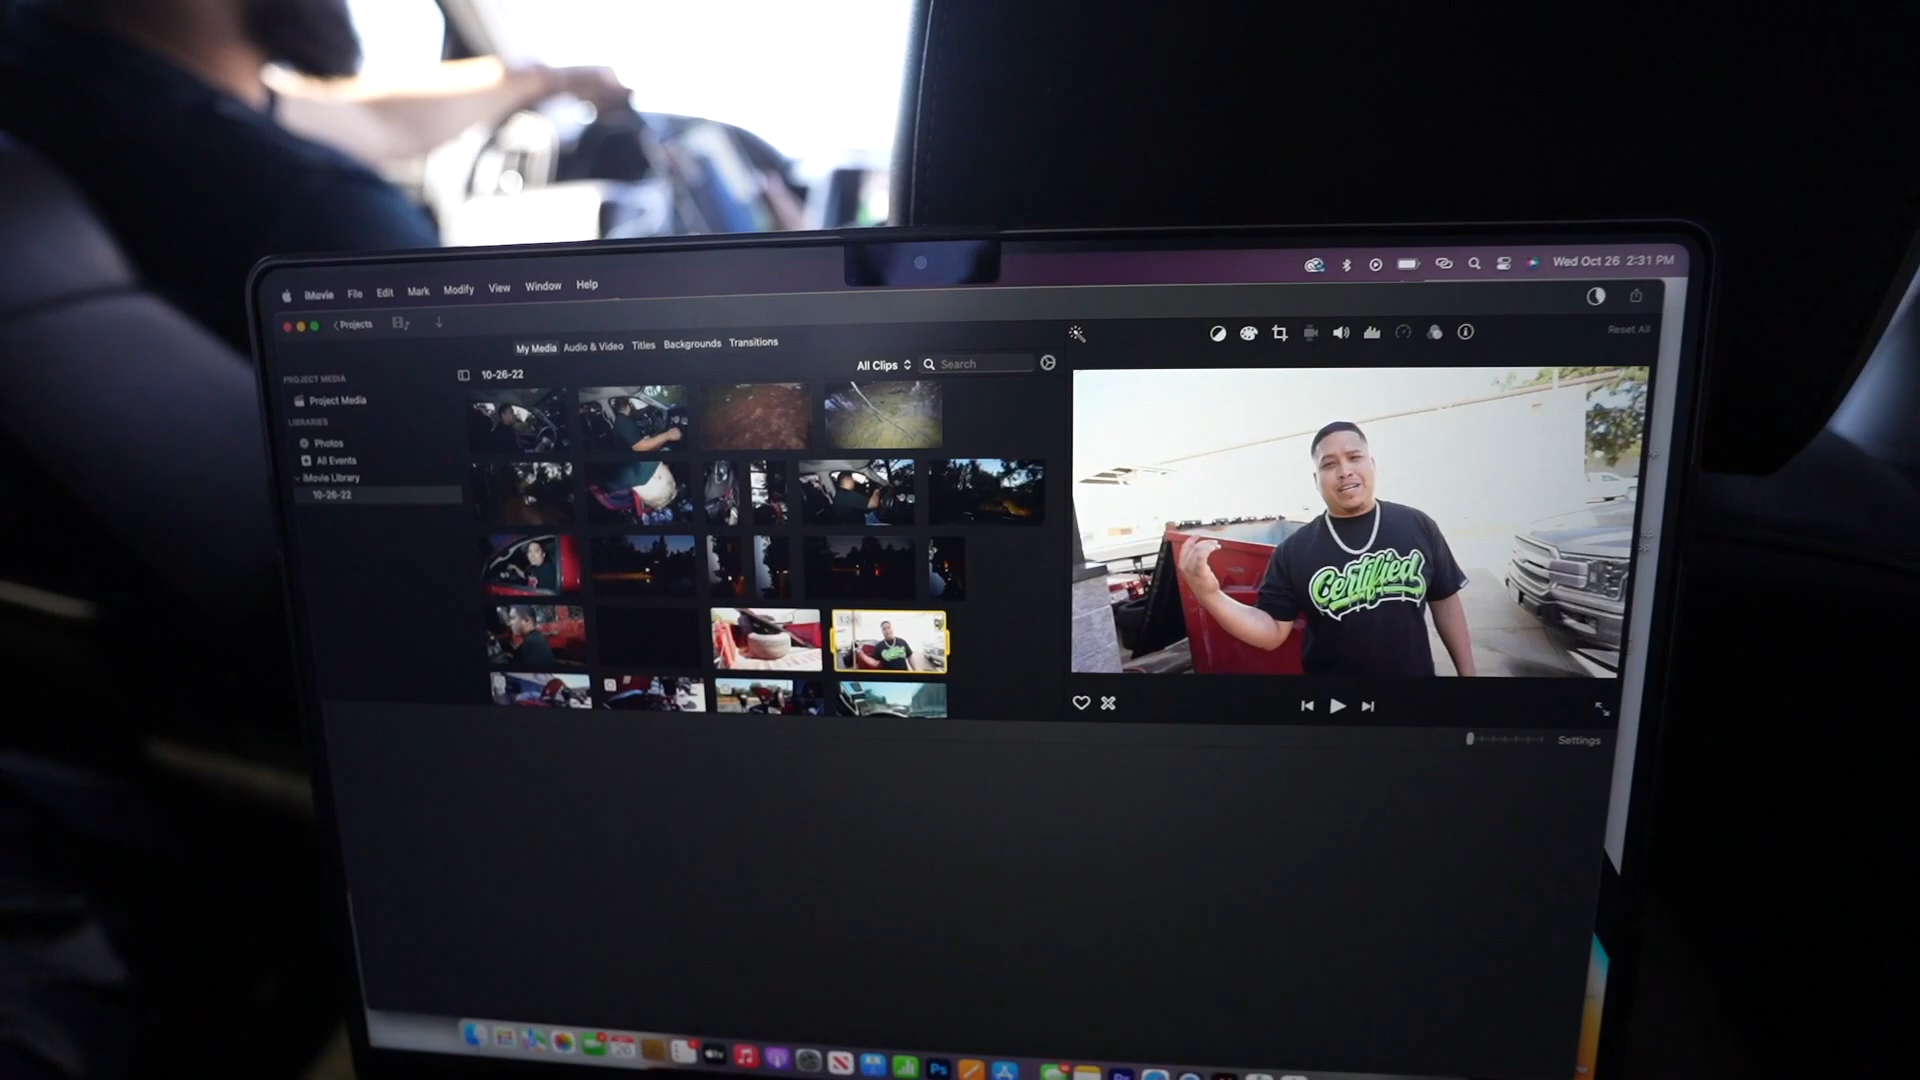 iMovie File Edit Mark Modify View Window Help
Wed Oct 26 2:31 PM
Projects
Reset All
My Media Audio & Video Titles Backgrounds Transitions
All Clips Search
10-26-22
PROJECT MEDIA
Project Media
LIBRARIES
Photos
All Events
iMovie Library
10-26-22
Certified
Settings
Ps